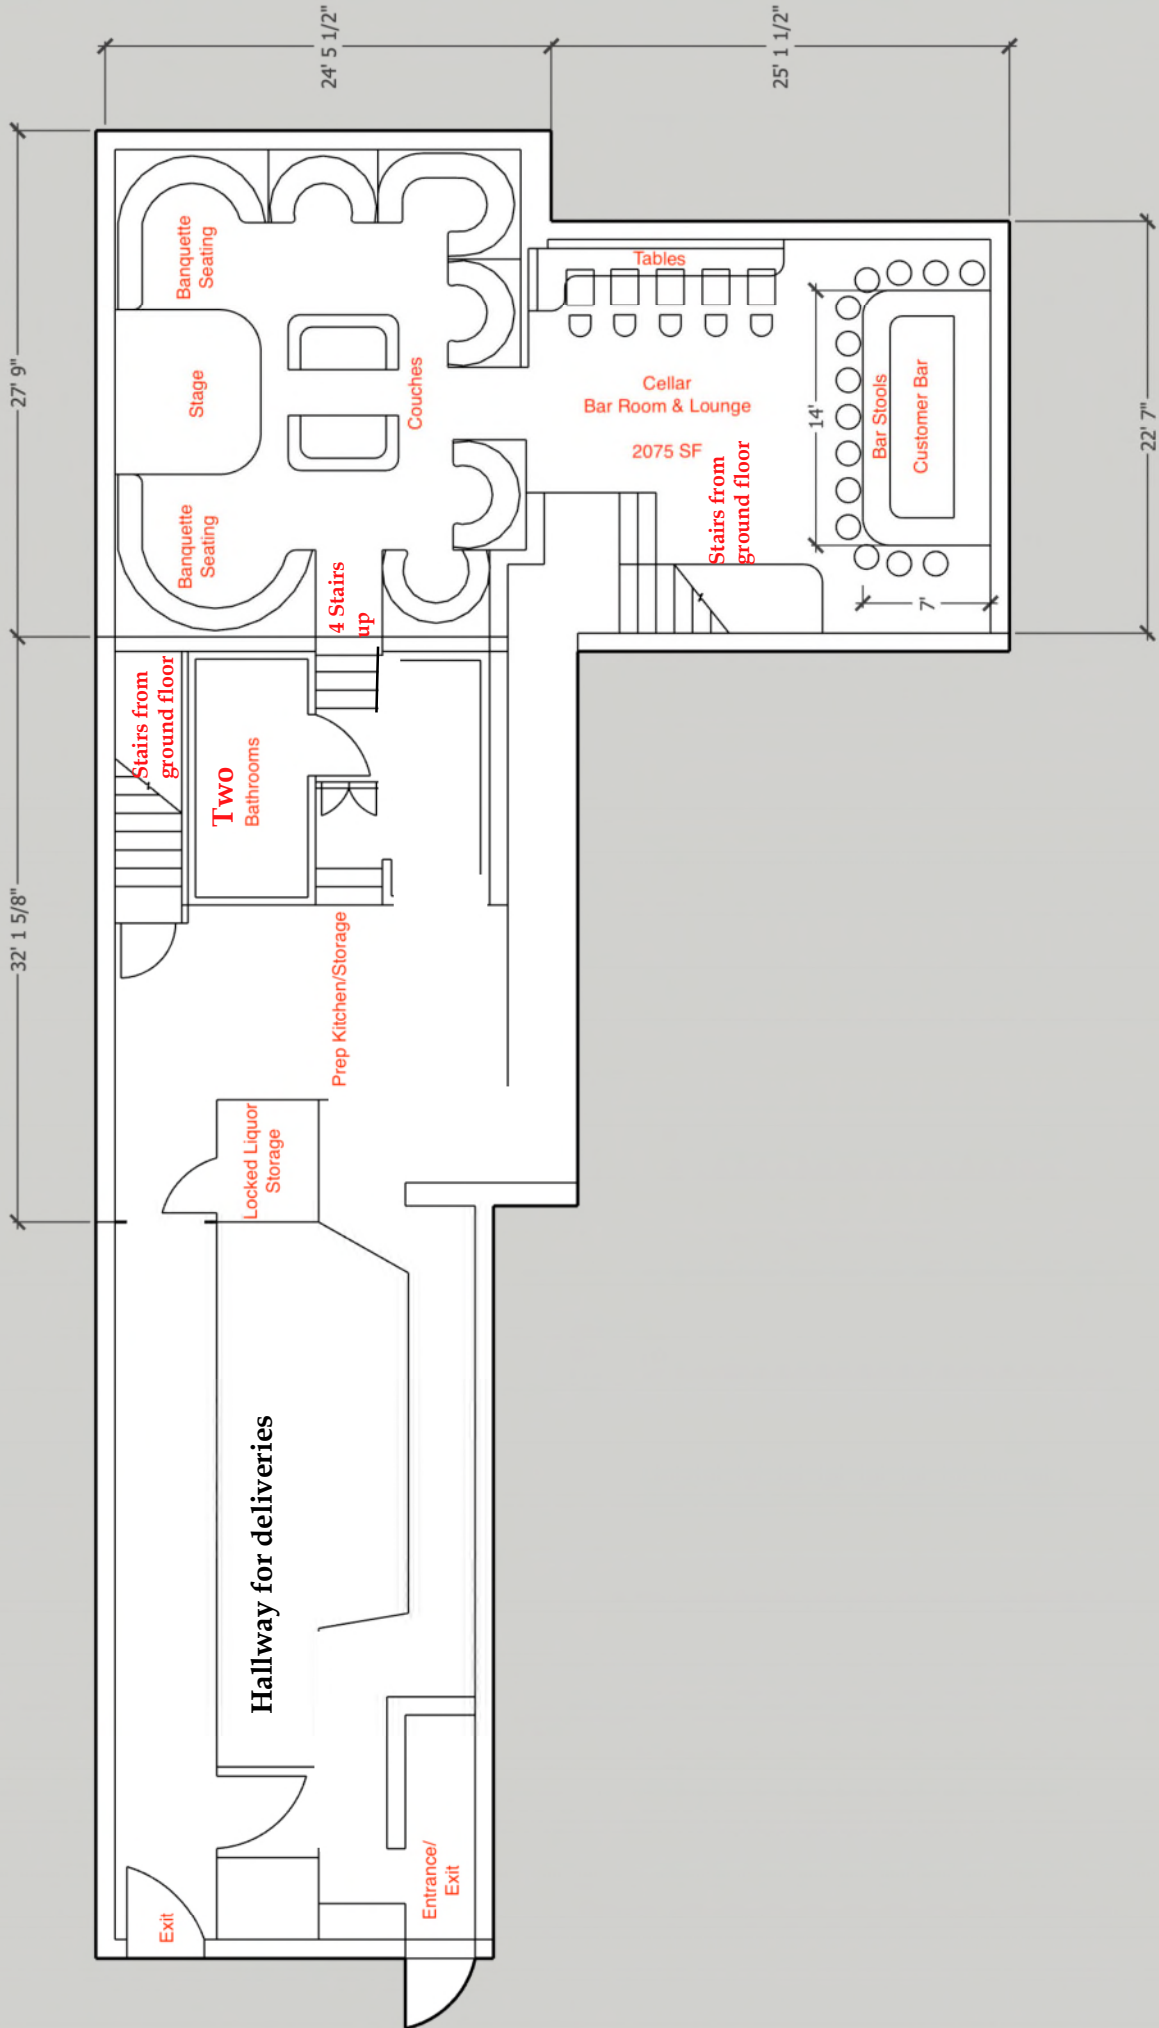 24' 5 1/2"
25' 1 1/2"
27' 9"
32' 1 5/8"
22' 7"
14'
7'
Banquette
Seating
Stage
Banquette
Seating
Couches
Tables
Cellar
Bar Room & Lounge
2075 SF
Stairs from
ground floor
Bar Stools
Customer Bar
4 Stairs
up
Stairs from
ground floor
Two
Bathrooms
Prep Kitchen/Storage
Locked Liquor
Storage
Hallway for deliveries
Exit
Entrance/
Exit